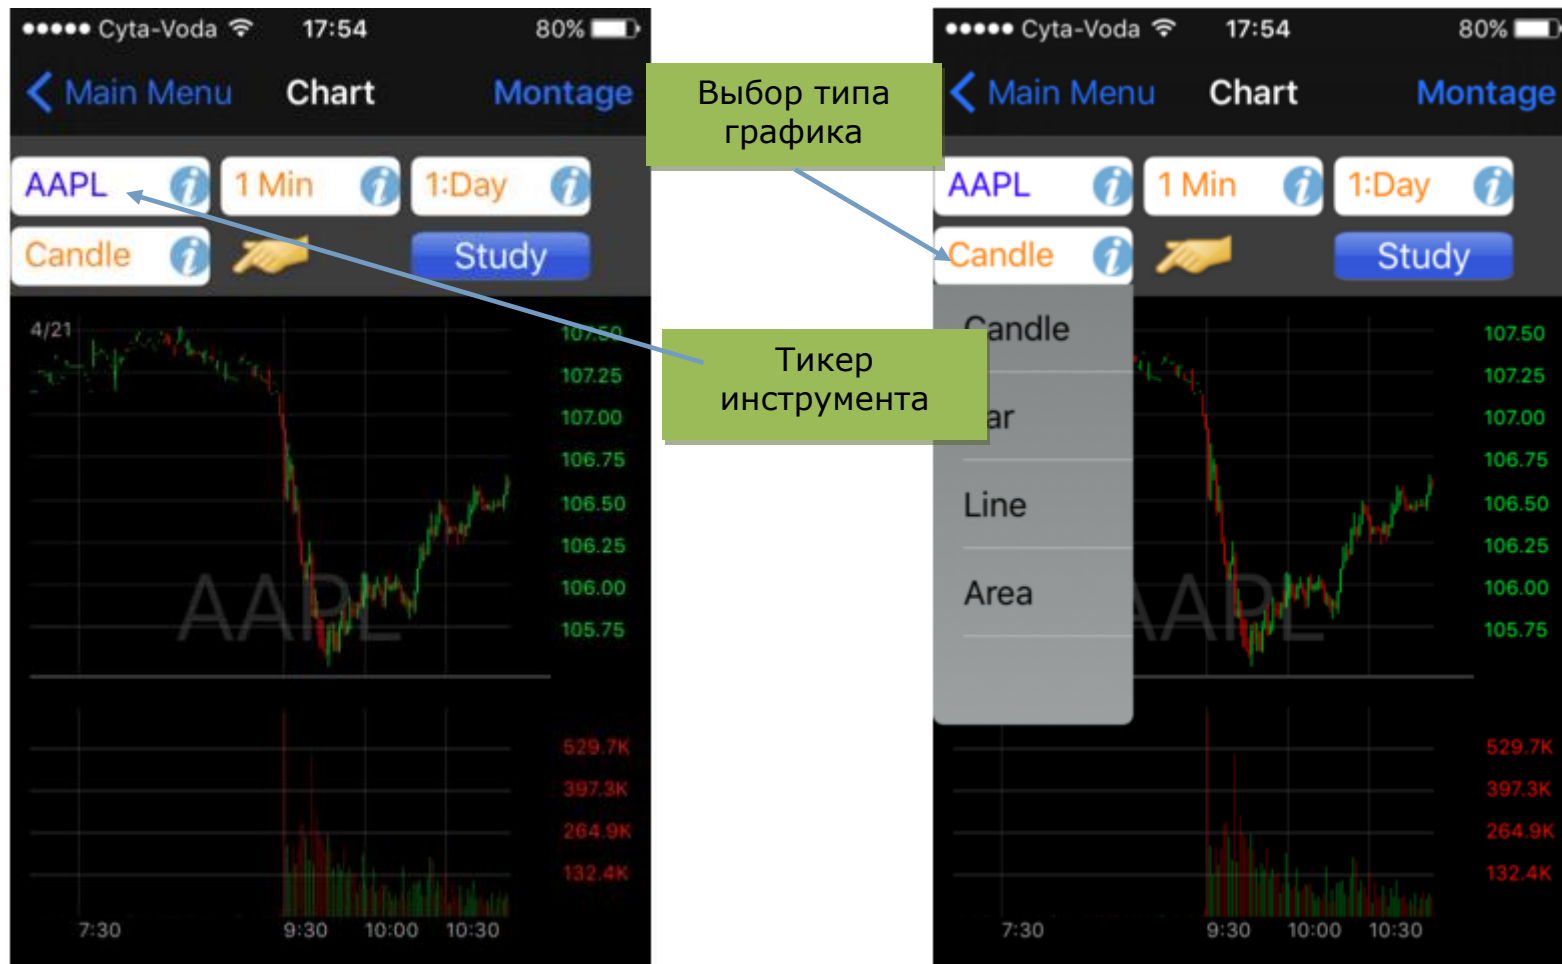 Cyta-Voda 17:54 80%
Main Menu Chart Montage
AAPL i 1 Min i 1:Day i
Candle i Study
4/21
107.50
107.25
107.00
106.75
106.50
106.25
106.00
105.75
AAPL
529.7K
397.3K
264.9K
132.4K
7:30 9:30 10:00 10:30
Выбор типа
графика
Тикер
инструмента
Cyta-Voda 17:54 80%
Main Menu Chart Montage
AAPL i 1 Min i 1:Day i
Candle i Study
Candle
ar
Line
Area
107.50
107.25
107.00
106.75
106.50
106.25
106.00
105.75
AAPL
529.7K
397.3K
264.9K
132.4K
7:30 9:30 10:00 10:30